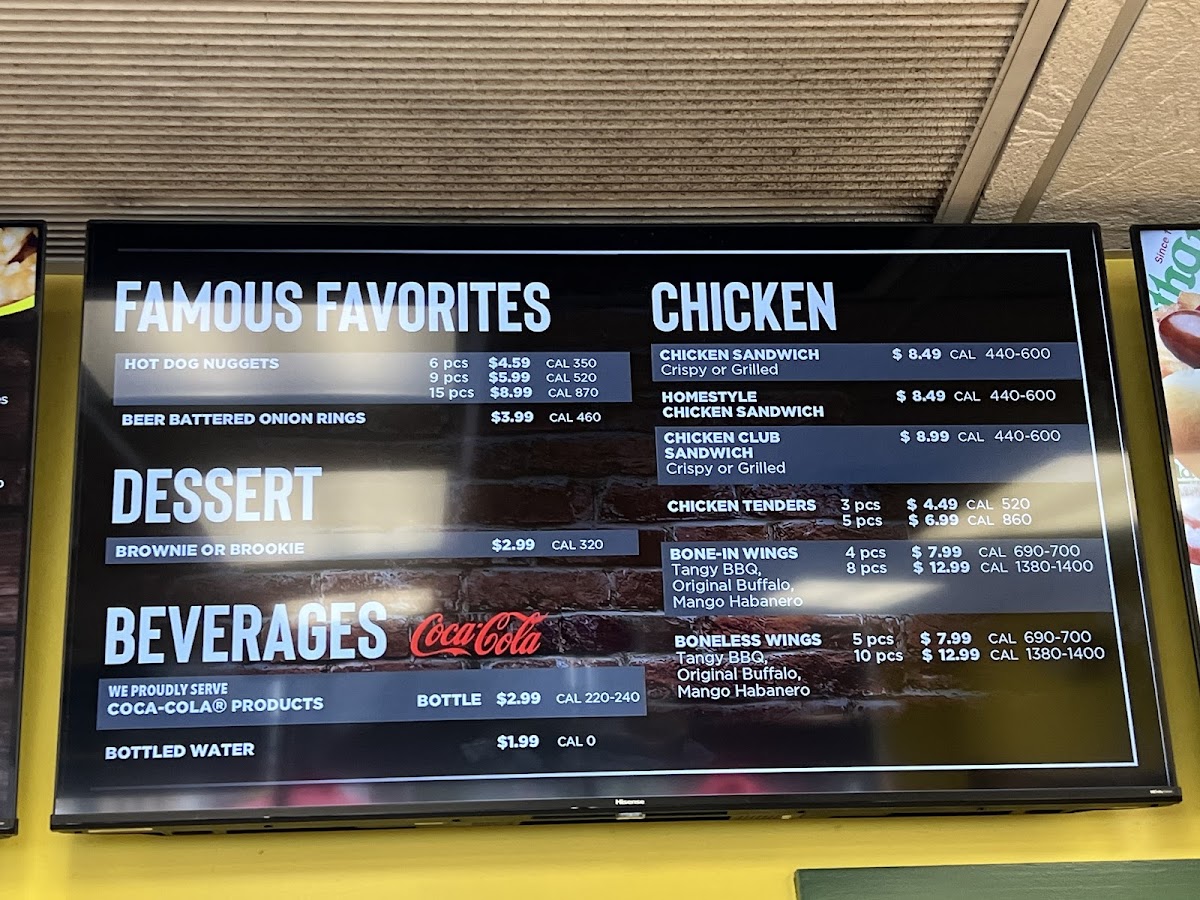 FAMOUS FAVORITES
HOT DOG NUGGETS 6 pcs $4.59 CAL 350
9 pcs $5.99 CAL 520
15 pcs $8.99 CAL 870
BEER BATTERED ONION RINGS $3.99 CAL 460
DESSERT
BROWNIE OR BROOKIE $2.99 CAL 320
BEVERAGES Coca-Cola
WE PROUDLY SERVE
COCA-COLA® PRODUCTS BOTTLE $2.99 CAL 220-240
BOTTLED WATER $1.99 CAL 0
CHICKEN
CHICKEN SANDWICH $ 8.49 CAL 440-600
Crispy or Grilled
HOMESTYLE
CHICKEN SANDWICH $ 8.49 CAL 440-600
CHICKEN CLUB $ 8.99 CAL 440-600
SANDWICH
Crispy or Grilled
CHICKEN TENDERS 3 pcs $ 4.49 CAL 520
5 pcs $ 6.99 CAL 860
BONE-IN WINGS 4 pcs $ 7.99 CAL 690-700
Tangy BBQ, 8 pcs $ 12.99 CAL 1380-1400
Original Buffalo,
Mango Habanero
BONELESS WINGS 5 pcs $ 7.99 CAL 690-700
Tangy BBQ, 10 pcs $ 12.99 CAL 1380-1400
Original Buffalo,
Mango Habanero
Hisense
Since